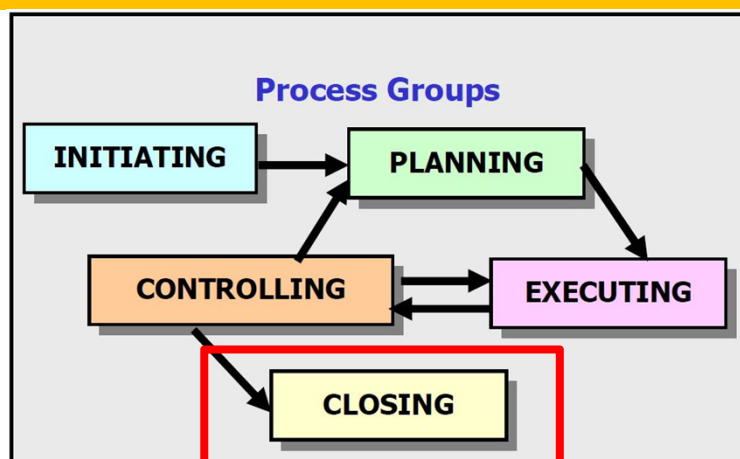 Process Groups
INITIATING
PLANNING
CONTROLLING
EXECUTING
CLOSING